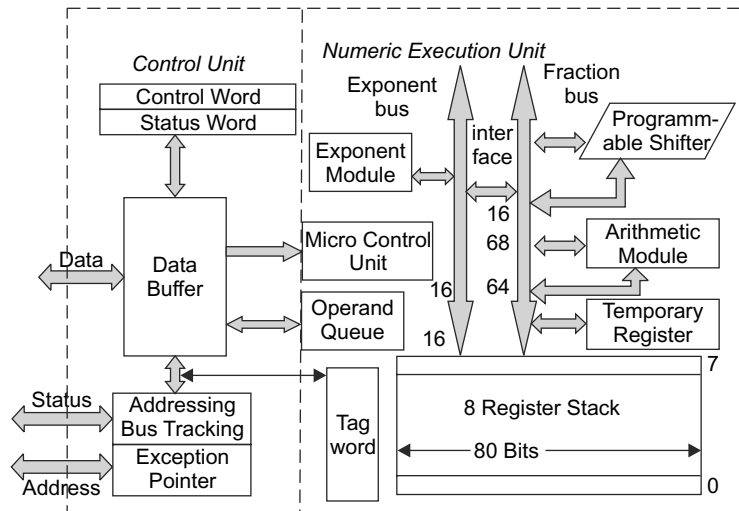 Control Unit
Control Word
Status Word
Data
Data
Buffer
Micro Control
Unit
Operand
Queue
Status
Addressing
Bus Tracking
Exception
Pointer
Address
Numeric Execution Unit
Exponent
bus
Fraction
bus
Programm-
able Shifter
inter
face
Exponent
Module
16
68
Arithmetic
Module
16
64
16
Temporary
Register
Tag
word
7
8 Register Stack
80 Bits
0